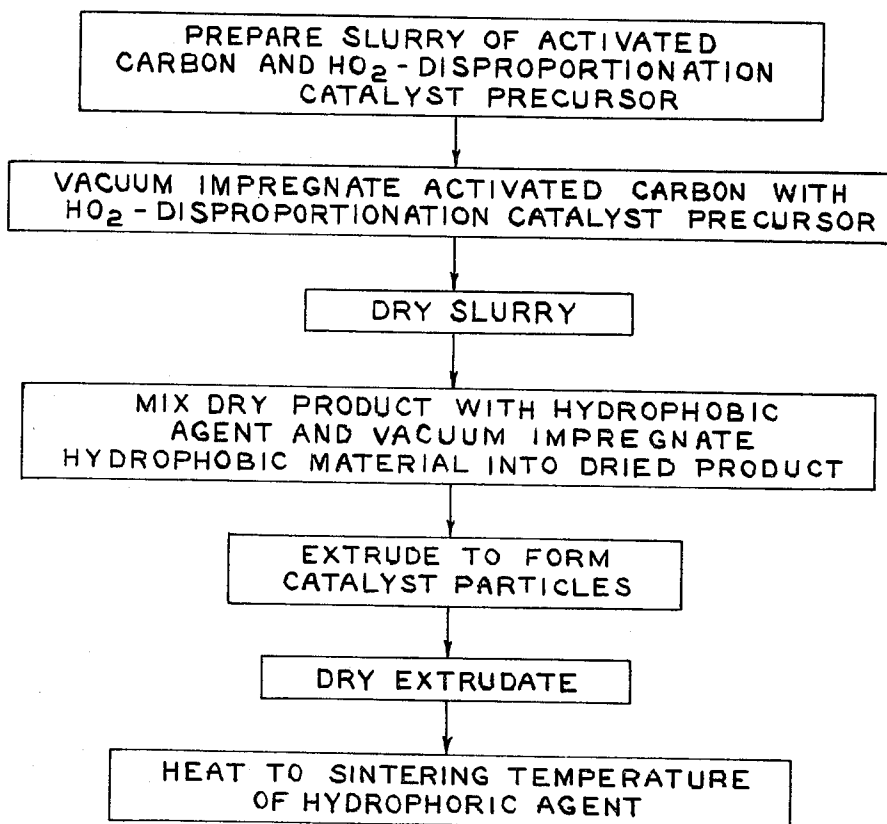 PREPARE SLURRY OF ACTIVATED
CARBON AND HO₂-DISPROPORTIONATION
CATALYST PRECURSOR
VACUUM IMPREGNATE ACTIVATED CARBON WITH
HO₂-DISPROPORTIONATION CATALYST PRECURSOR
DRY SLURRY
MIX DRY PRODUCT WITH HYDROPHOBIC
AGENT AND VACUUM IMPREGNATE
HYDROPHOBIC MATERIAL INTO DRIED PRODUCT
EXTRUDE TO FORM
CATALYST PARTICLES
DRY EXTRUDATE
HEAT TO SINTERING TEMPERATURE
OF HYDROPHORIC AGENT